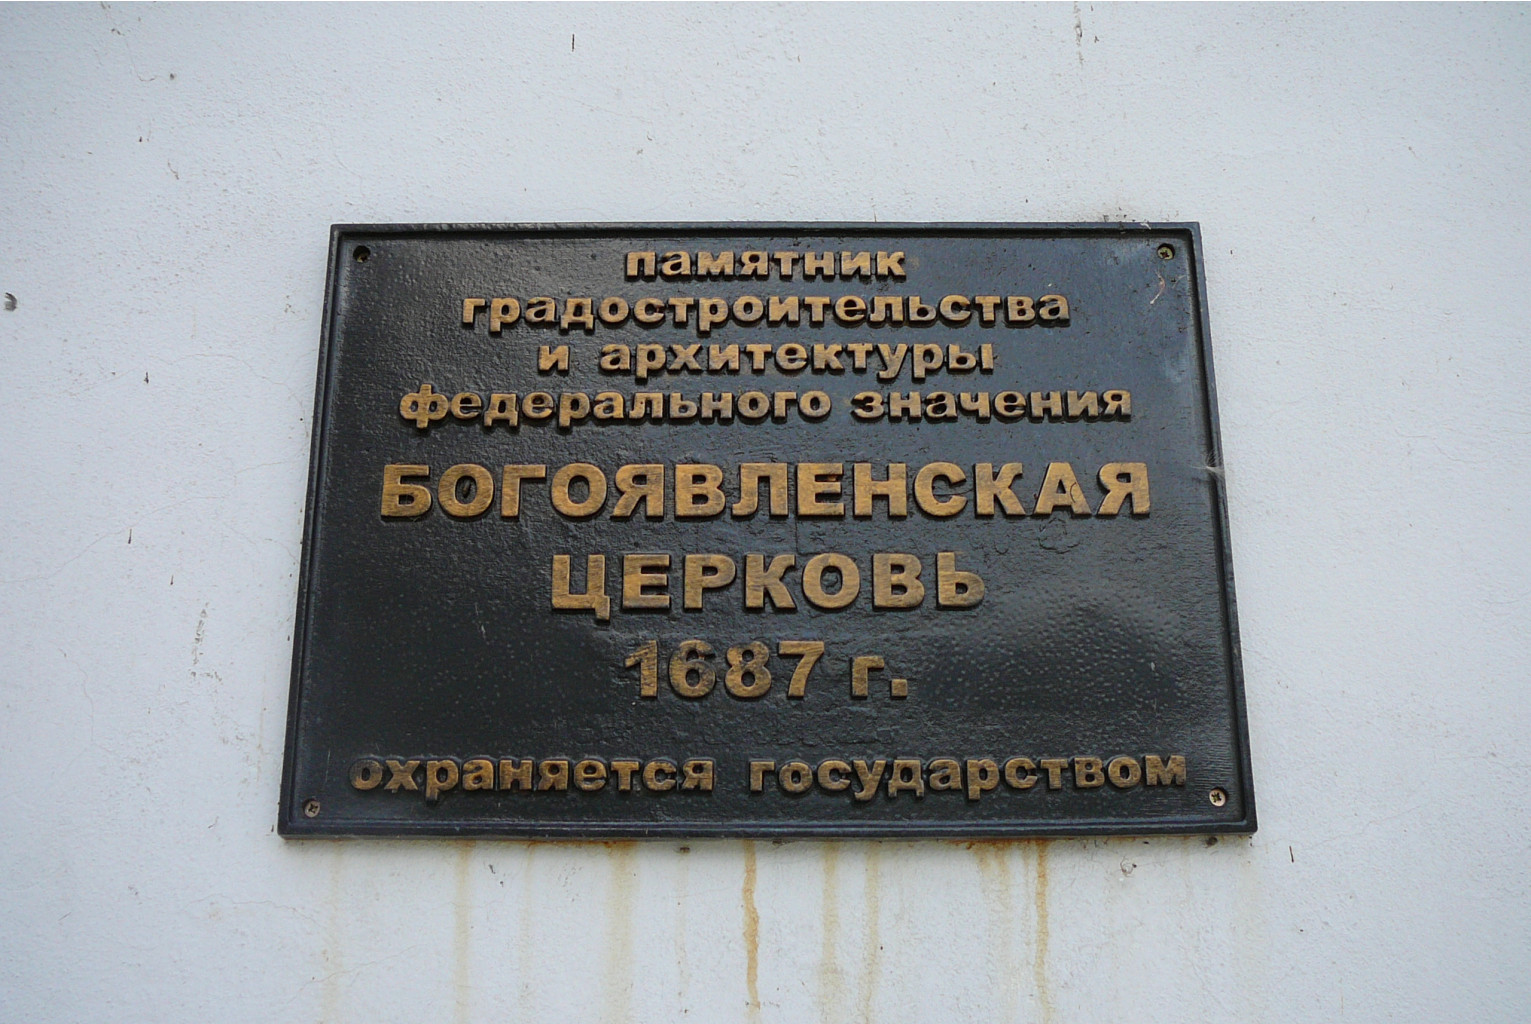 памятник
градостроительства
и архитектуры
федерального значения
БОГОЯВЛЕНСКАЯ
ЦЕРКОВЬ
1687 г.
охраняется государством